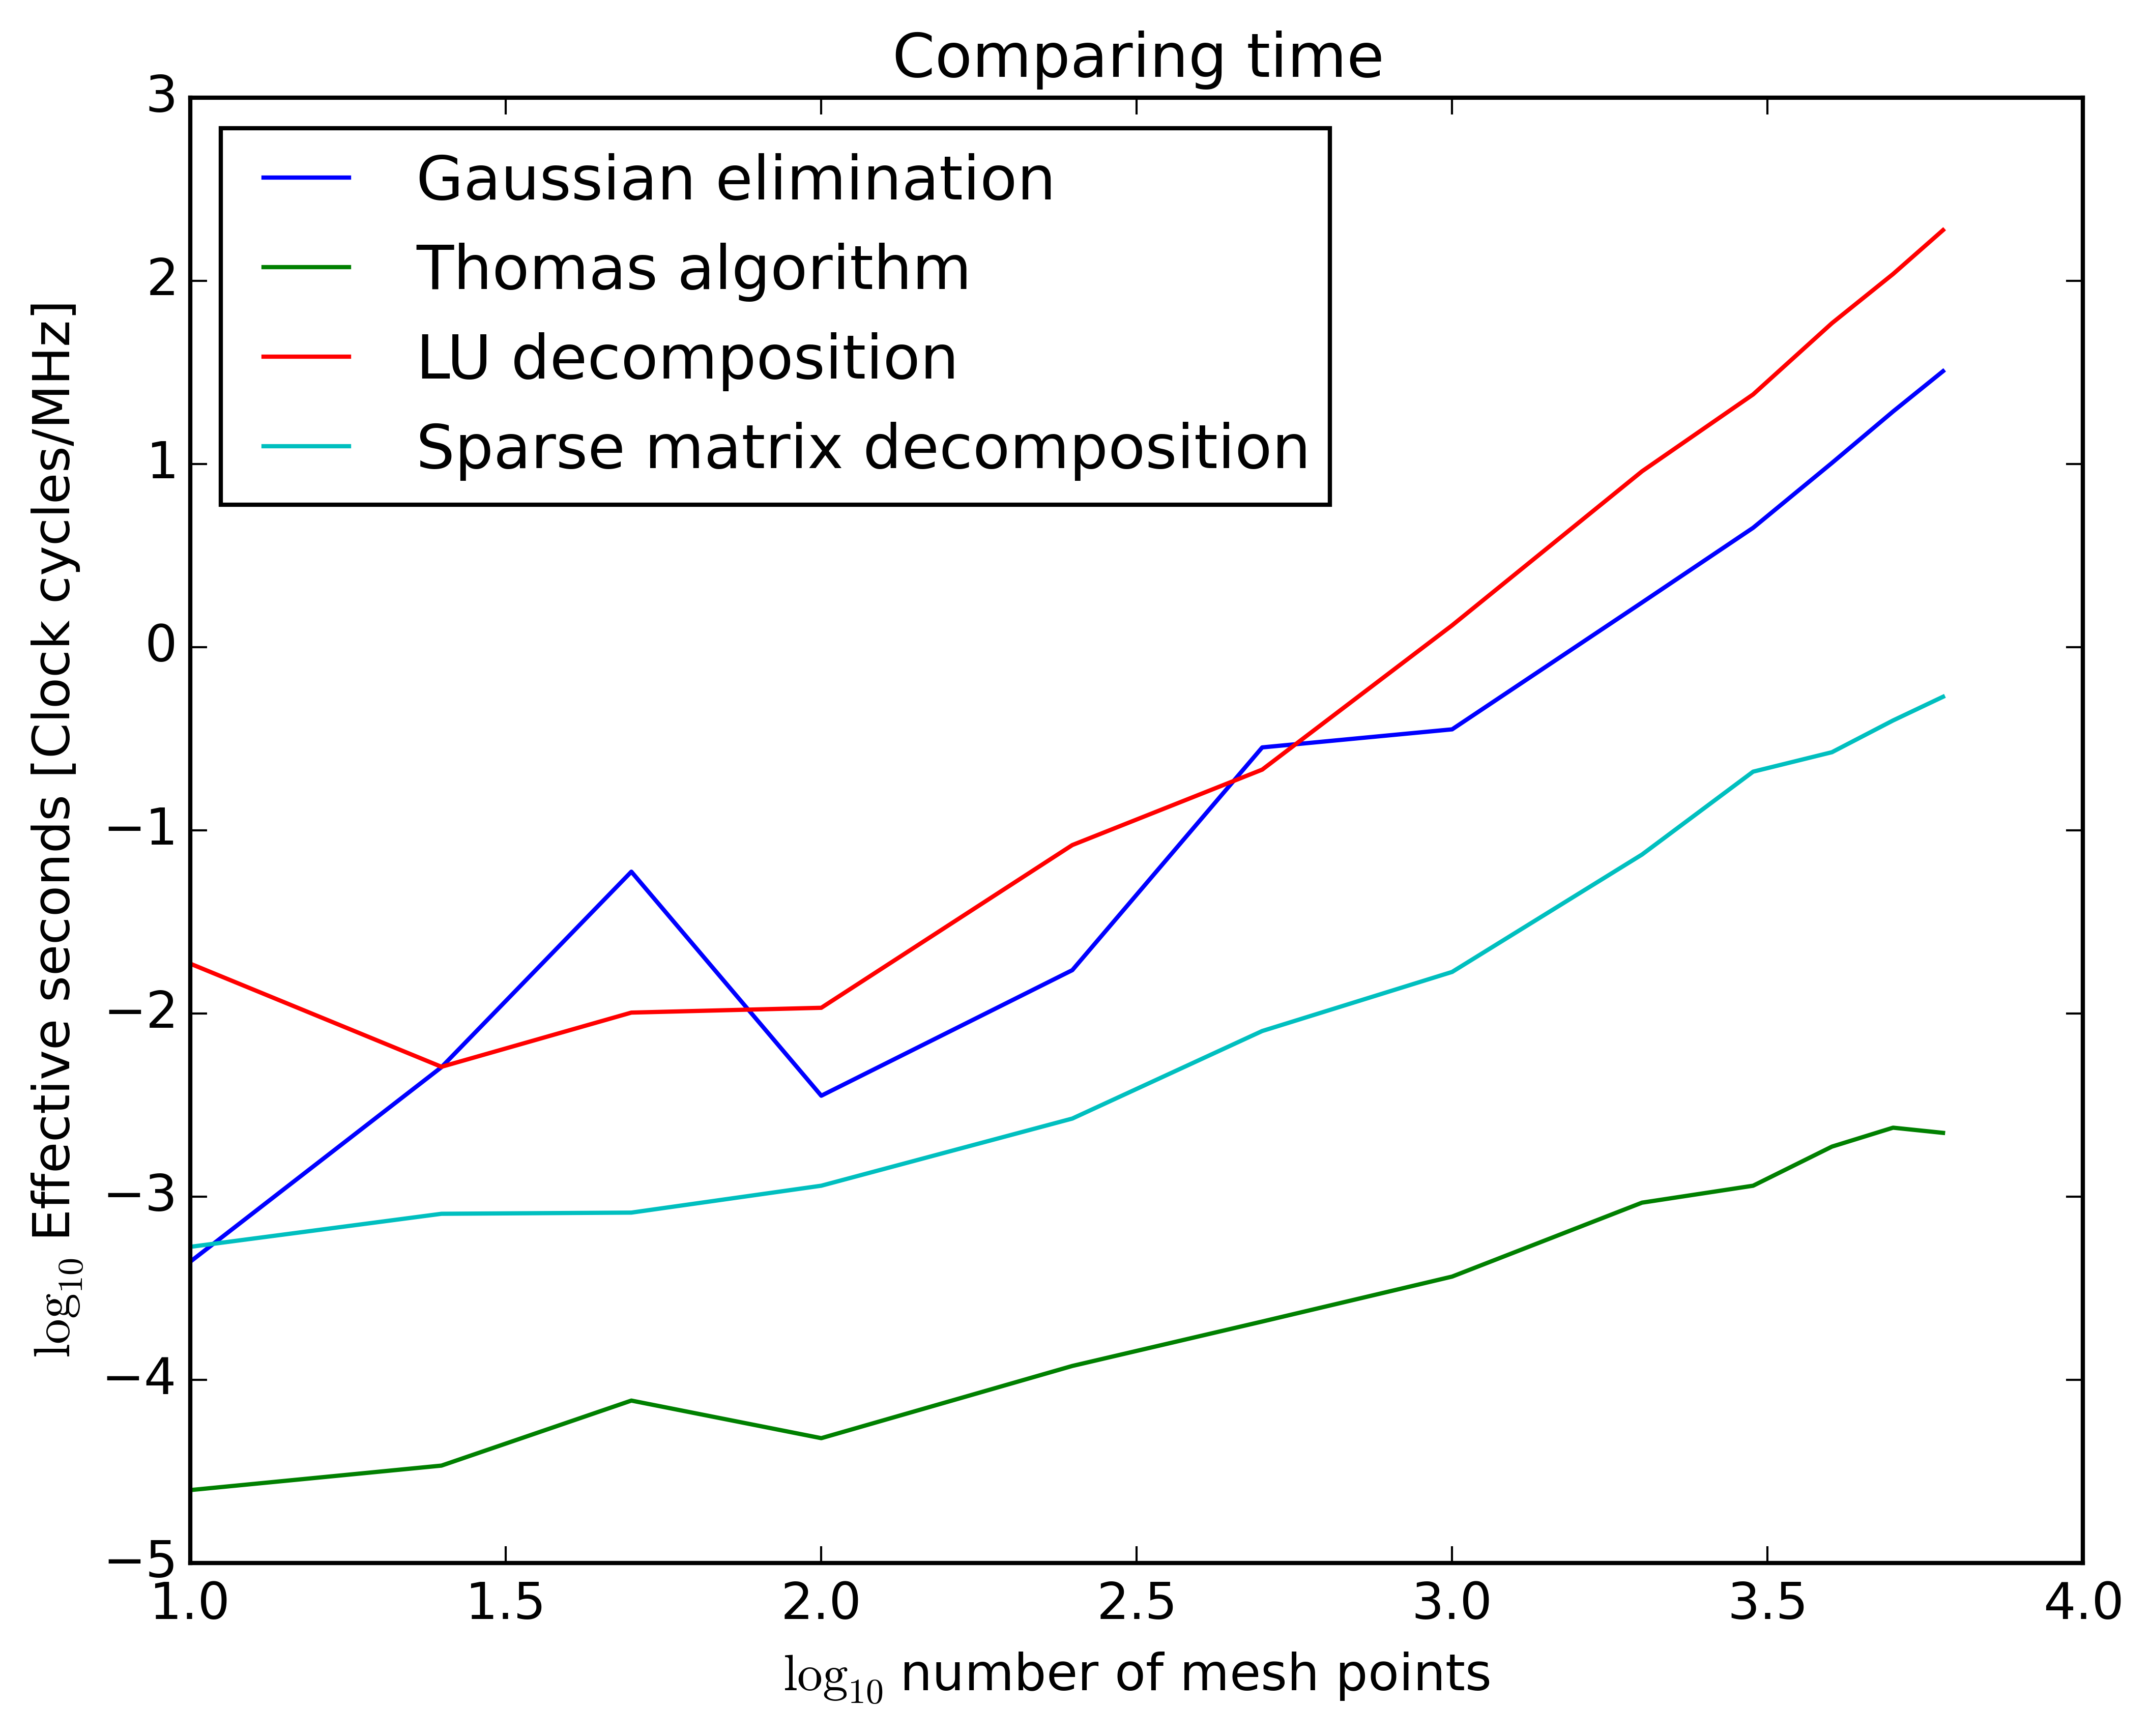 Comparing time
3
2
1
0
−1
−2
−3
−4
−5
log10 Effective seconds [Clock cycles/MHz]
Gaussian elimination
Thomas algorithm
LU decomposition
Sparse matrix decomposition
1.0 1.5 2.0 2.5 3.0 3.5 4.0
log10 number of mesh points